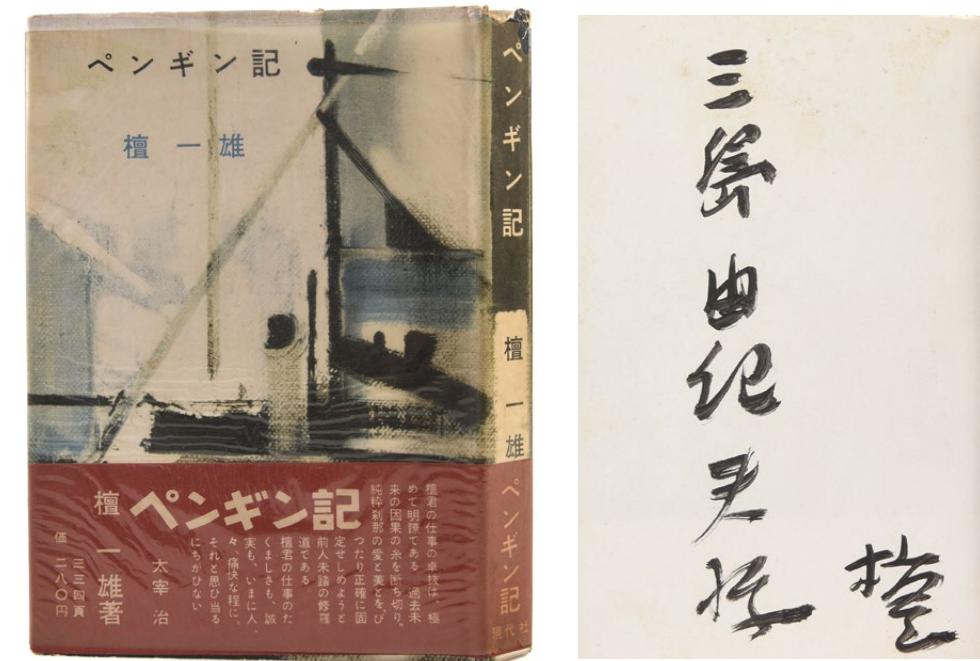 ペンギン記
檀 一 雄
ペンギン記
檀 一 雄
ペンギン記
現代社
檀君の仕事の卓抜は、極
めて明諒である。過去未
来の因果の糸を断ち切り、
純粋刹那の愛と美とを、ぴ
つたり正確に固
定せしめようと
前人未踏の修羅
道である。
檀君の仕事のた
くましさも、誠
実も、いまに人
々、痛快な程に、
それと思ひ当る
にちがひない。
太宰 治
ペンギン記
檀 一 雄著
三三四頁
価 二八〇円
三島由紀夫様
檀